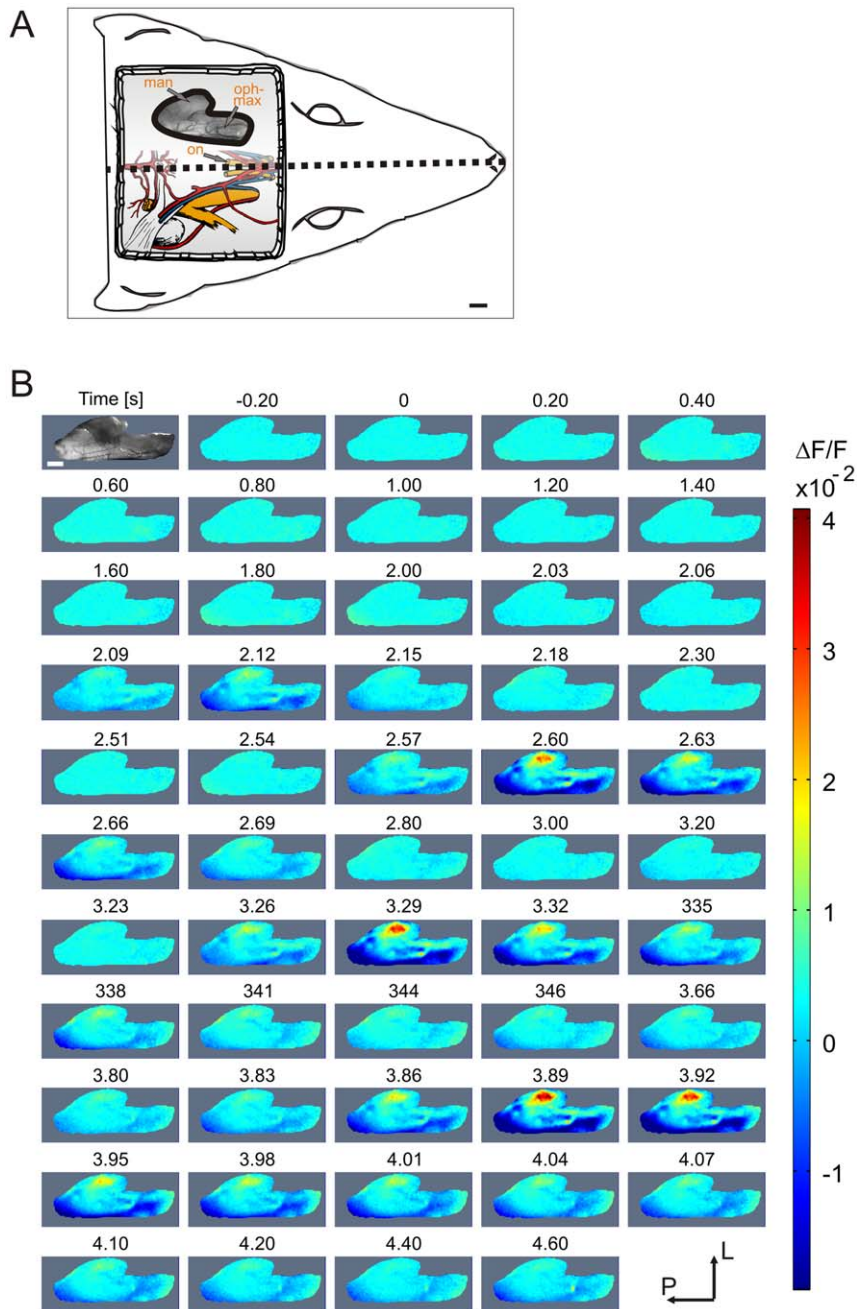 A
man
oph-
max
on
B
Time [s] -0.20 0 0.20 0.40
ΔF/F
x10⁻²
0.60 0.80 1.00 1.20 1.40
4
1.60 1.80 2.00 2.03 2.06
3
2.09 2.12 2.15 2.18 2.30
2.51 2.54 2.57 2.60 2.63
2
2.66 2.69 2.80 3.00 3.20
1
3.23 3.26 3.29 3.32 335
338 341 344 346 3.66
0
3.80 3.83 3.86 3.89 3.92
-1
3.95 3.98 4.01 4.04 4.07
4.10 4.20 4.40 4.60
L
P